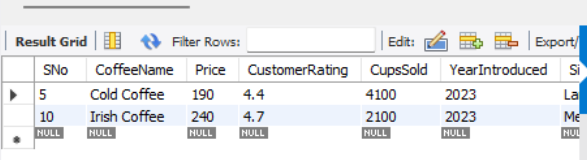 Result Grid Filter Rows: Edit: Export/
SNo CoffeeName Price CustomerRating CupsSold YearIntroduced
5 Cold Coffee 190 4.4 4100 2023 La
10 Irish Coffee 240 4.7 2100 2023 Me
NULL NULL NULL NULL NULL NULL